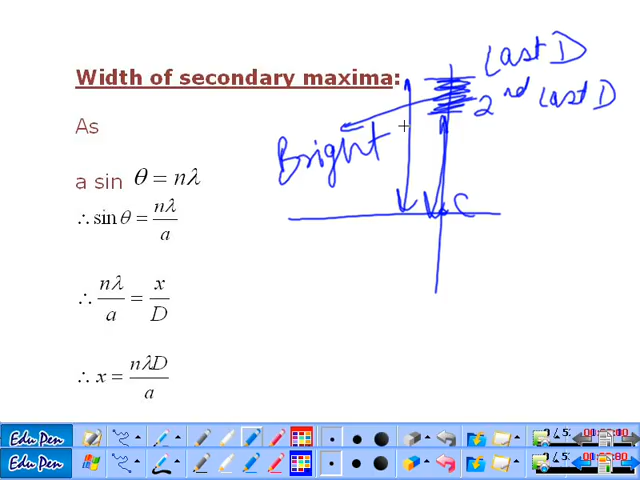 Width of secondary maxima:
Last D
2nd Last D
As
Bright
a sin θ = nλ
C
∴ sin θ = nλ/a
∴ nλ/a = x/D
∴ x = nλD/a
Edu Pen
Edu Pen